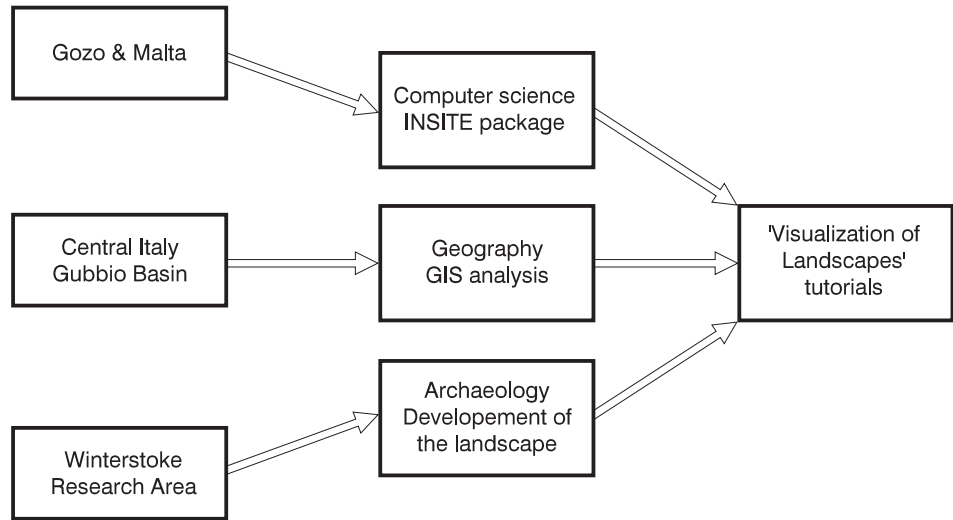 Gozo & Malta
Computer science
INSITE package
Central Italy
Gubbio Basin
Geography
GIS analysis
'Visualization of
Landscapes'
tutorials
Archaeology
Developement of
the landscape
Winterstoke
Research Area